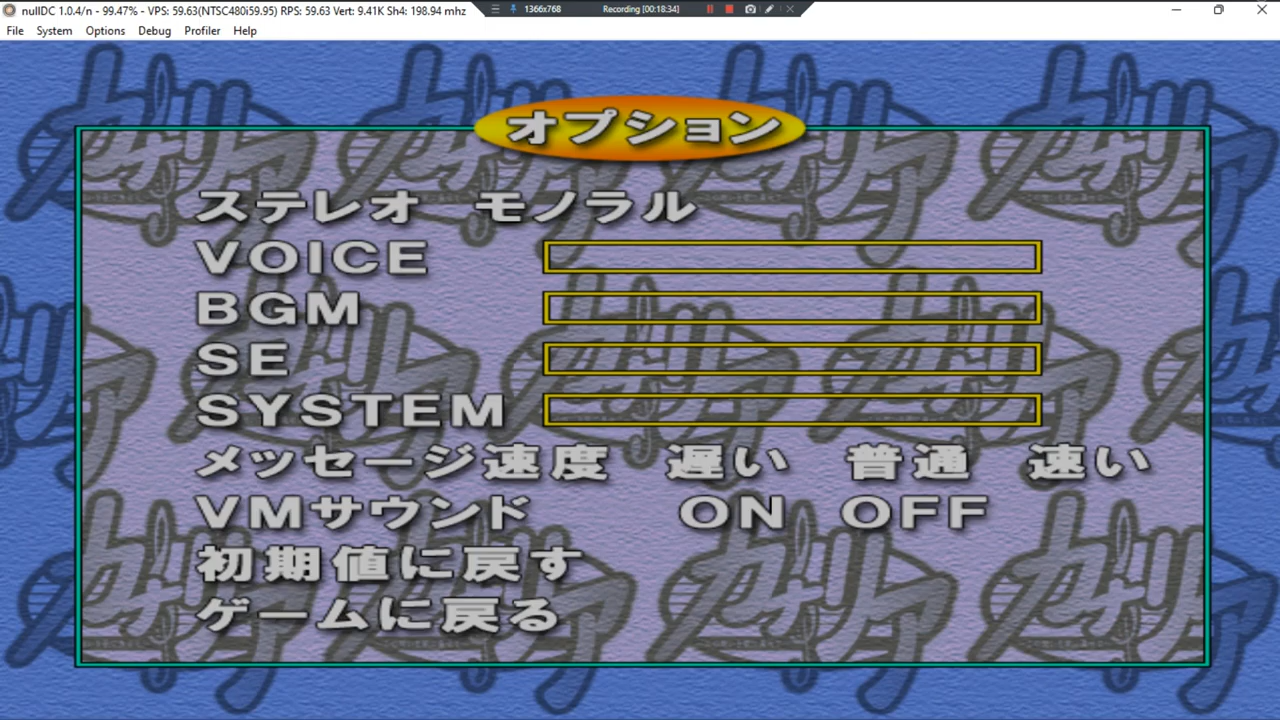 nullDC 1.0.4/n - 99.47% - VPS: 59.63(NTSC480i59.95) RPS: 59.63 Vert: 9.41K Sh4: 198.94 mhz
1366x768 Recording [00:18:34]
File System Options Debug Profiler Help
オプション
ステレオ モノラル
VOICE
BGM
SE
SYSTEM
メッセージ速度 遅い 普通 速い
VMサウンド ON OFF
初期値に戻す
ゲームに戻る